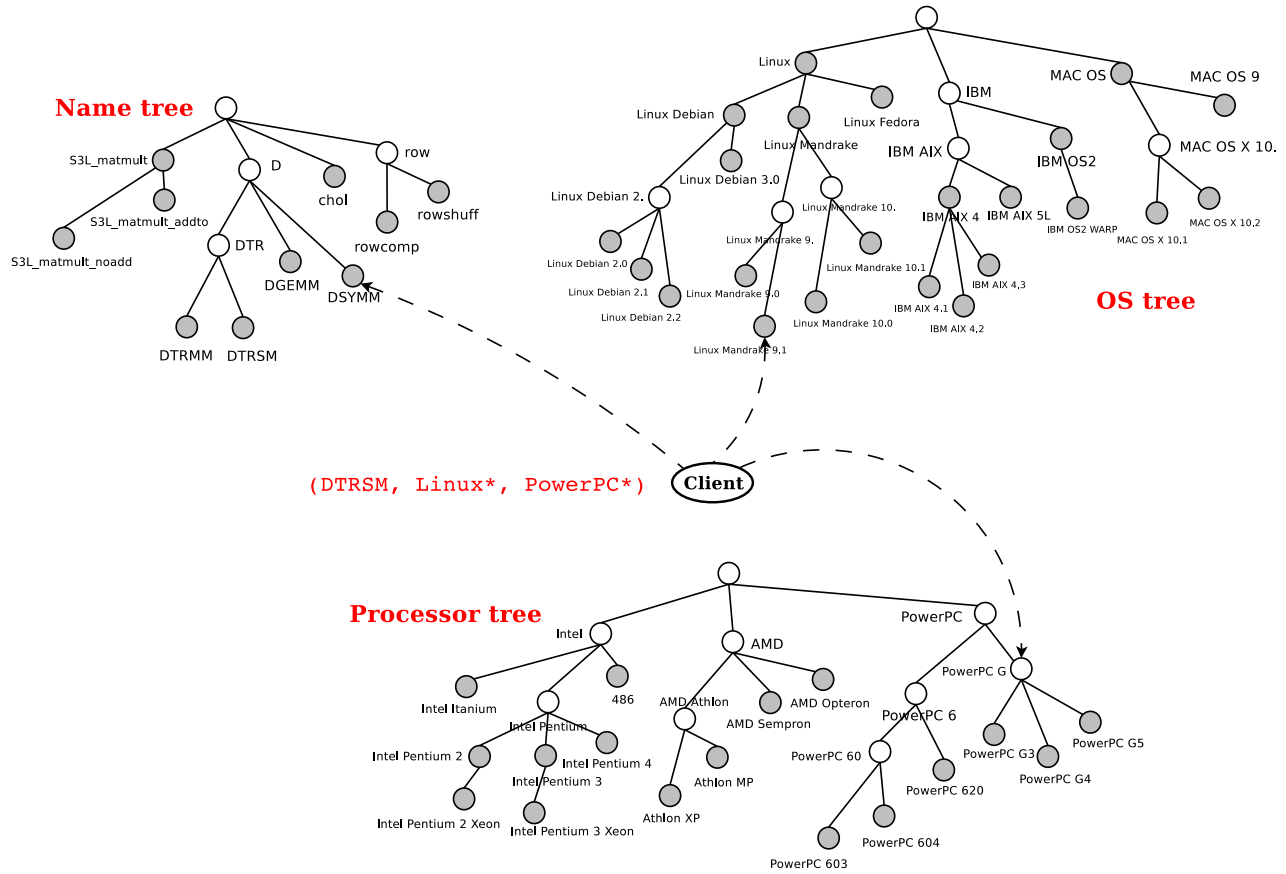 Name tree
S3L_matmult
D
row
S3L_matmult_addto
chol
rowshuff
S3L_matmult_noadd
DTR
rowcomp
DGEMM
DSYMM
DTRMM
DTRSM
Linux
IBM
MAC OS
MAC OS 9
Linux Debian
Linux Fedora
Linux Mandrake
IBM AIX
IBM OS2
MAC OS X 10.
Linux Debian 3.0
Linux Debian 2.
Linux Mandrake 10.
IBM AIX 4
IBM AIX 5L
IBM OS2 WARP
MAC OS X 10,1
MAC OS X 10,2
Linux Mandrake 9.
Linux Debian 2.0
Linux Debian 2.1
Linux Debian 2.2
Linux Mandrake 9.0
Linux Mandrake 10.1
Linux Mandrake 10.0
Linux Mandrake 9.1
IBM AIX 4,3
IBM AIX 4.1
IBM AIX 4,2
OS tree
(DTRSM, Linux*, PowerPC*)
Client
Processor tree
Intel
AMD
PowerPC
Intel Itanium
486
AMD Athlon
AMD Sempron
AMD Opteron
PowerPC G
PowerPC 6
Intel Pentium
Intel Pentium 2
Intel Pentium 3
Intel Pentium 4
Athlon MP
PowerPC 60
PowerPC G3
PowerPC G4
PowerPC G5
PowerPC 620
Intel Pentium 2 Xeon
Intel Pentium 3 Xeon
Athlon XP
PowerPC 603
PowerPC 604